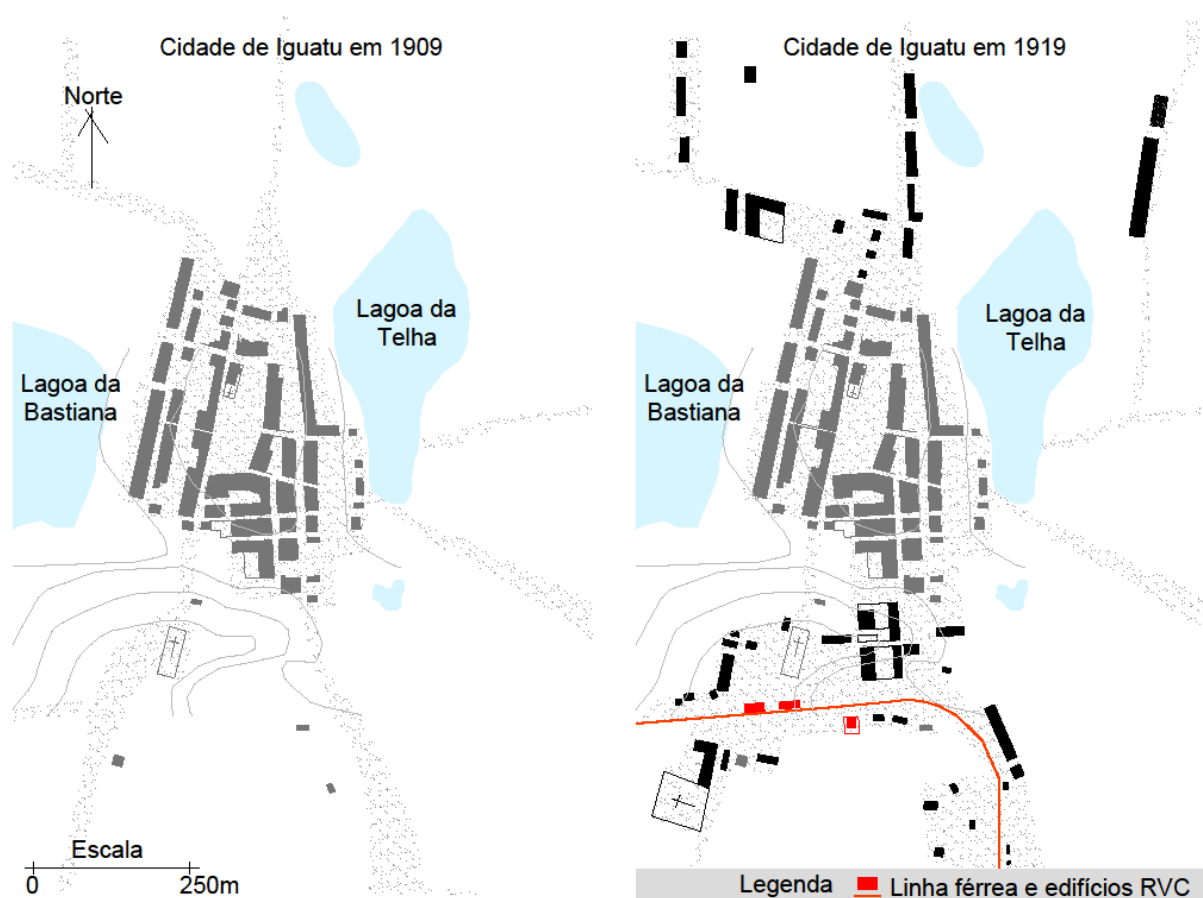 Cidade de Iguatu em 1909
Norte
Lagoa da
Telha
Lagoa da
Bastiana
Escala
0
250m
Cidade de Iguatu em 1919
Lagoa da
Telha
Lagoa da
Bastiana
Legenda
Linha férrea e edifícios RVC